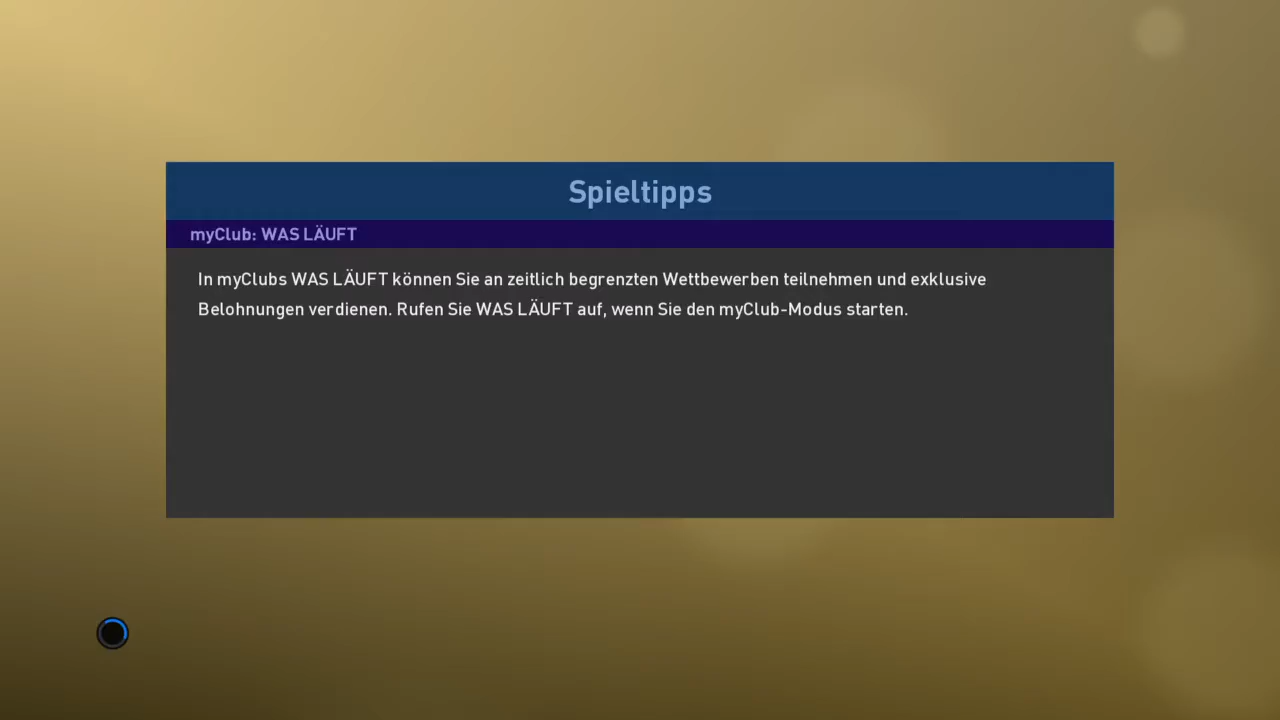 Spieltipps
myClub: WAS LÄUFT
In myClubs WAS LÄUFT können Sie an zeitlich begrenzten Wettbewerben teilnehmen und exklusive
Belohnungen verdienen. Rufen Sie WAS LÄUFT auf, wenn Sie den myClub-Modus starten.